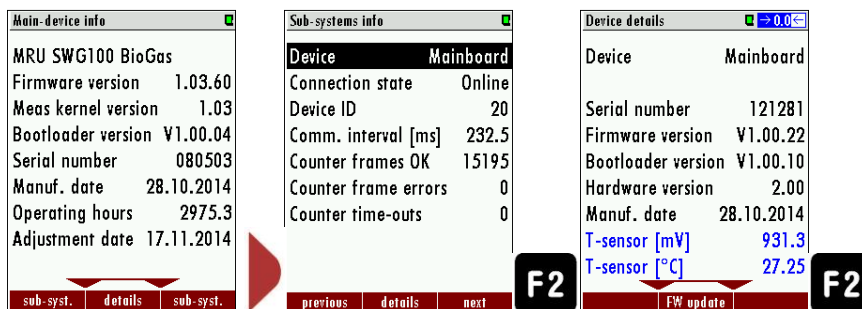 Main-device info
MRU SWG100 BioGas
Firmware version 1.03.60
Meas kernel version 1.03
Bootloader version V1.00.04
Serial number 080503
Manuf. date 28.10.2014
Operating hours 2975.3
Adjustment date 17.11.2014
sub-syst. details sub-syst.
Sub-systems info
Device Mainboard
Connection state Online
Device ID 20
Comm. interval [ms] 232.5
Counter frames OK 15195
Counter frame errors 0
Counter time-outs 0
previous details next
F2
Device details →0.0←
Device Mainboard
Serial number 121281
Firmware version V1.00.22
Bootloader version V1.00.10
Hardware version 2.00
Manuf. date 28.10.2014
T-sensor [mV] 931.3
T-sensor [°C] 27.25
FW update
F2